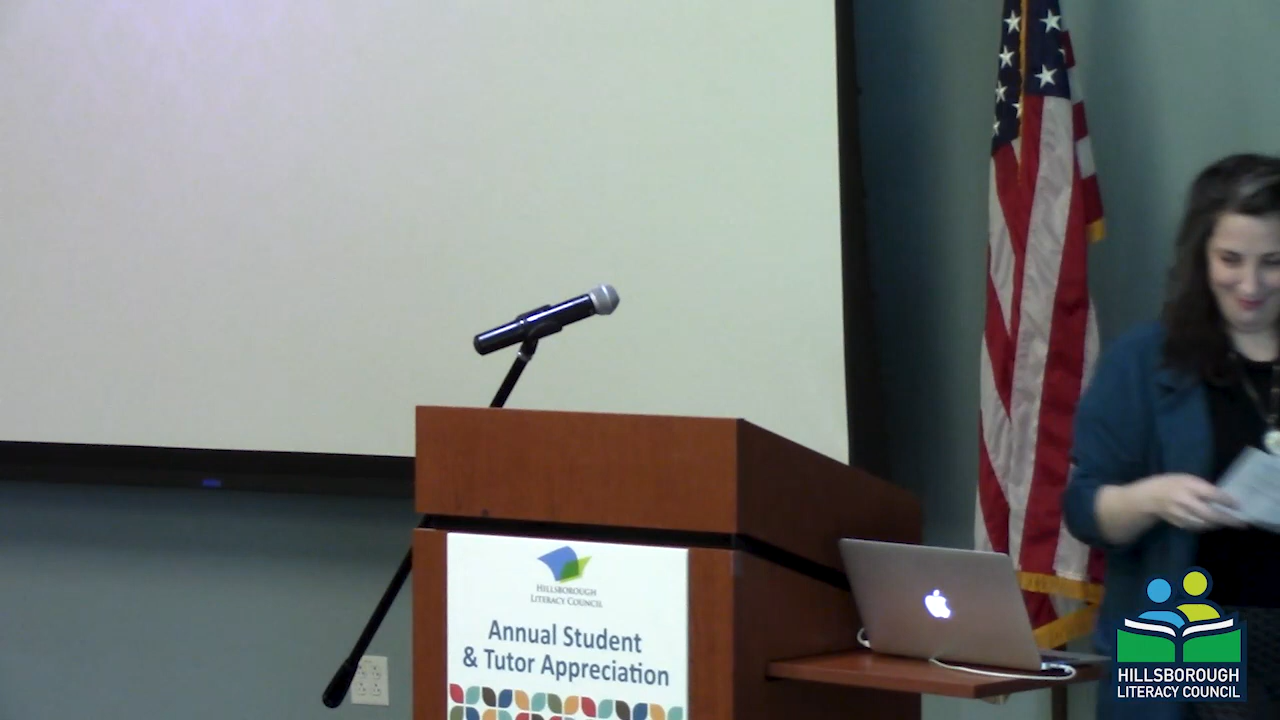 HILLSBOROUGH
LITERACY COUNCIL
Annual Student
& Tutor Appreciation
HILLSBOROUGH
LITERACY COUNCIL